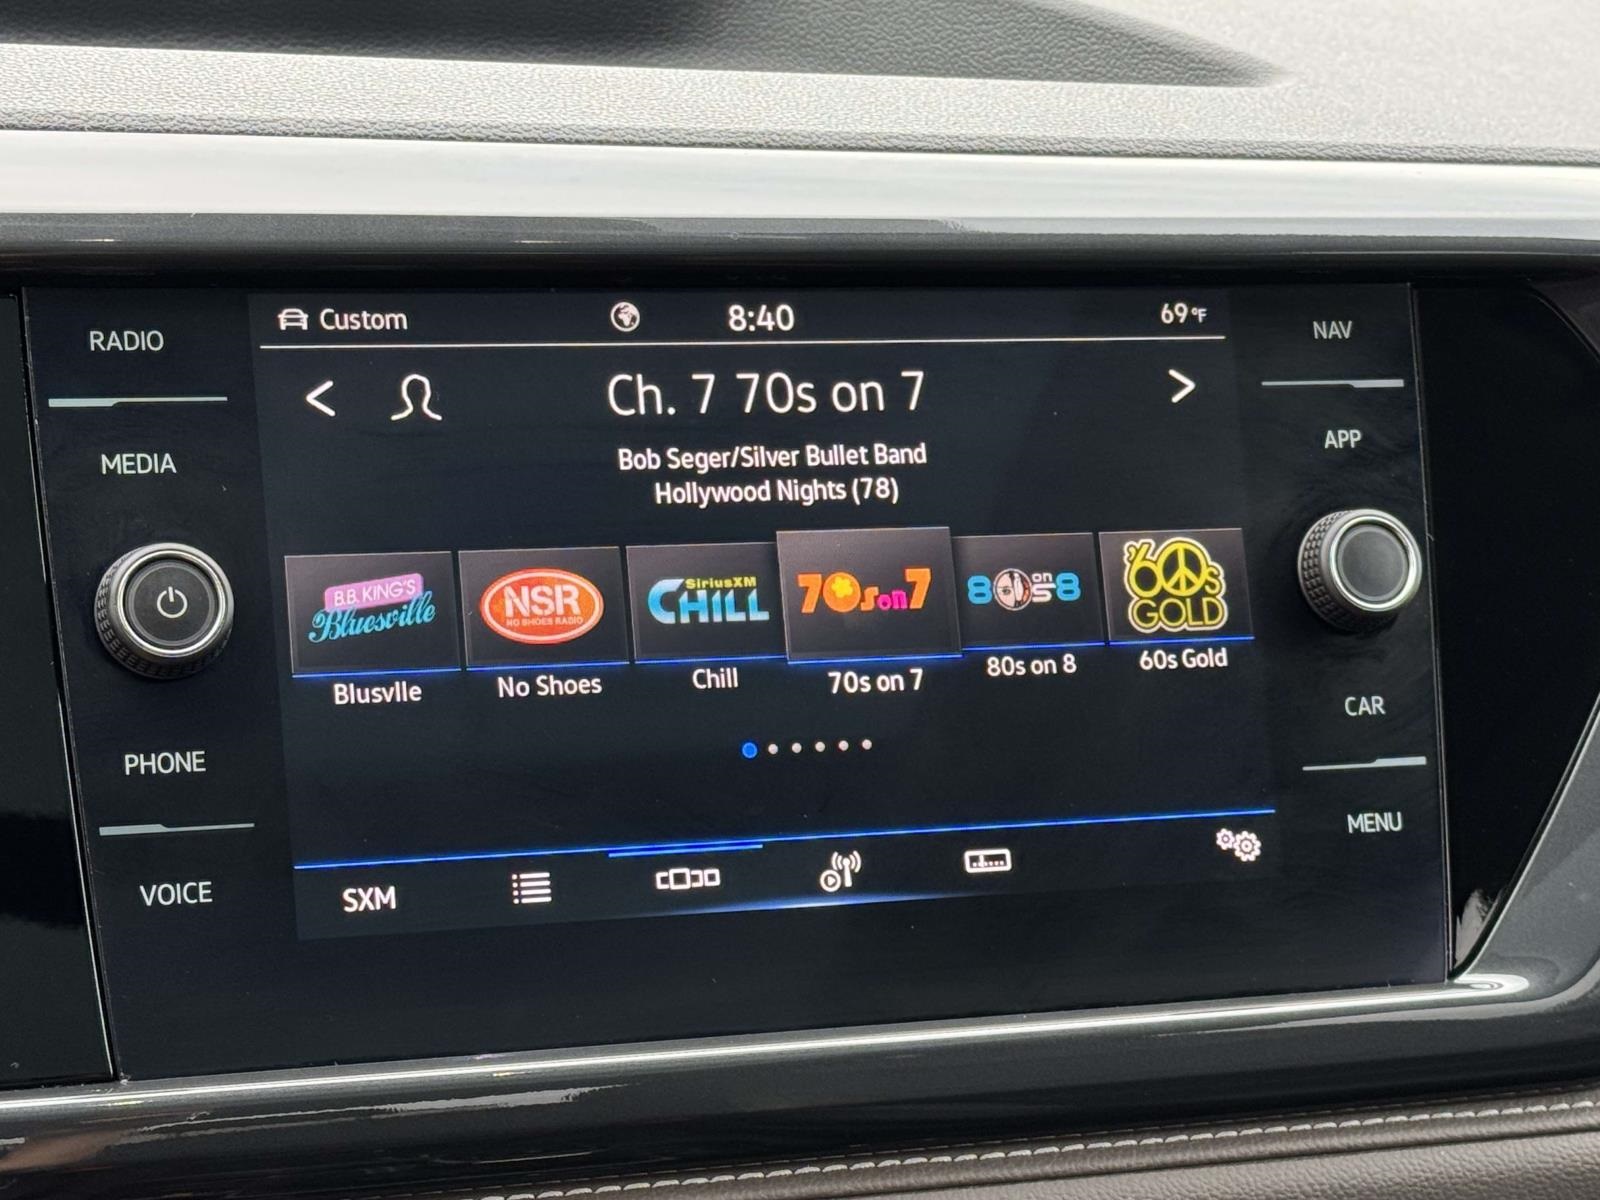 RADIO
MEDIA
PHONE
VOICE
Custom
8:40
69°F
Ch. 7 70s on 7
Bob Seger/Silver Bullet Band
Hollywood Nights (78)
B.B. KING'S
Bluesville
NSR
NO SHOES RADIO
SiriusXM
CHILL
70s on 7
80s on 8
'60s
GOLD
Blusvlle
No Shoes
Chill
70s on 7
80s on 8
60s Gold
SXM
NAV
APP
CAR
MENU